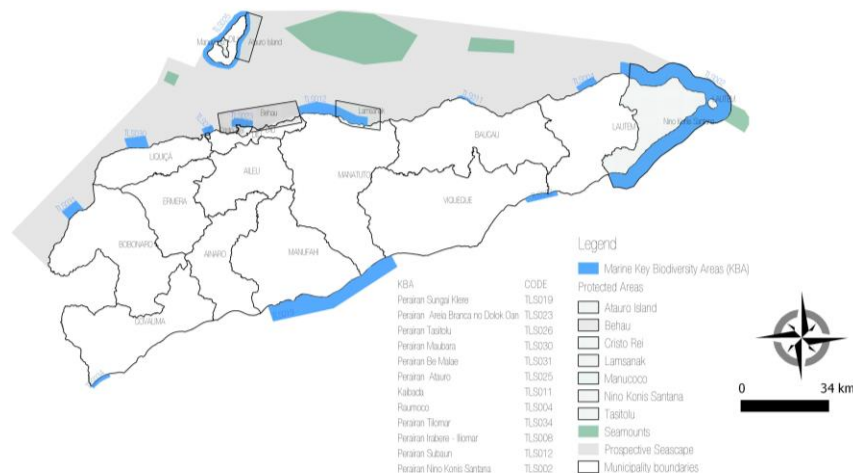 Atauro Island
Behau
Lamsanak
LAUTEM
Nino Konis Santana
BAUCAU
LAUTEM
LIQUIÇA
AILEU
MANATUTO
ERMERA
VIQUEQUE
BOBONARO
AINARO
MANUFAHI
COVALIMA
Legend
Marine Key Biodiversity Areas (KBA)
Protected Areas
Atauro Island
Behau
Cristo Rei
Lamsanak
Manucoco
Nino Konis Santana
Tasitolu
Seamounts
Prospective Seascape
Municipality boundaries
KBA CODE
Perairan Sungai Klere TLS019
Perairan Areia Branca no Dolok Oan TLS023
Perairan Tasitolu TLS026
Perairan Maubara TLS030
Perairan Be Malae TLS031
Perairan Atauro TLS025
Kaibada TLS011
Raumoco TLS004
Perairan Tilomar TLS034
Perairan Irabere - Iliomar TLS008
Perairan Subaun TLS012
Perairan Nino Konis Santana TLS002
0 34 km